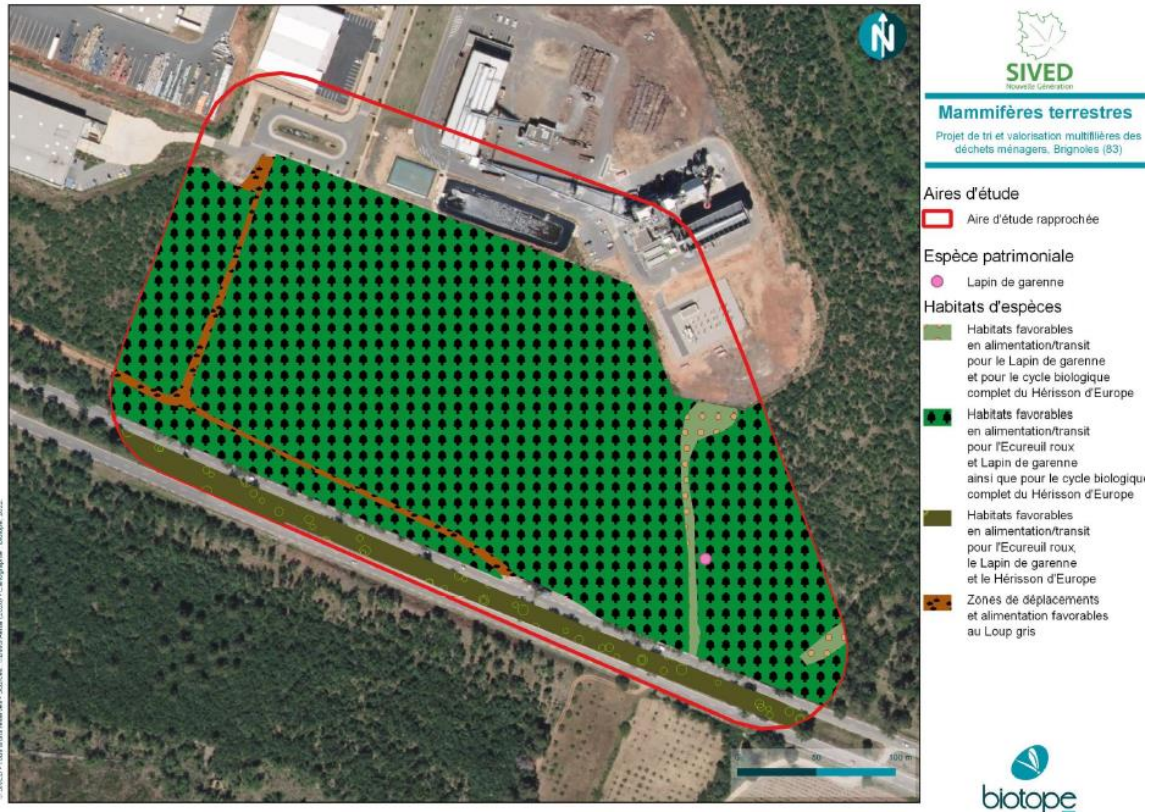 N
SIVED
Nouvelle Génération
Mammifères terrestres
Projet de tri et valorisation multifilières des
déchets ménagers, Brignoles (83)
Aires d'étude
Aire d'étude rapprochée
Espèce patrimoniale
Lapin de garenne
Habitats d'espèces
Habitats favorables
en alimentation/transit
pour le Lapin de garenne
et pour le cycle biologique
complet du Hérisson d'Europe
Habitats favorables
en alimentation/transit
pour l'Ecureuil roux
et Lapin de garenne
ainsi que pour le cycle biologique
complet du Hérisson d'Europe
Habitats favorables
en alimentation/transit
pour l'Ecureuil roux,
le Lapin de garenne
et le Hérisson d'Europe
Zones de déplacements
et alimentation favorables
au Loup gris
0 50 100 m
biotope